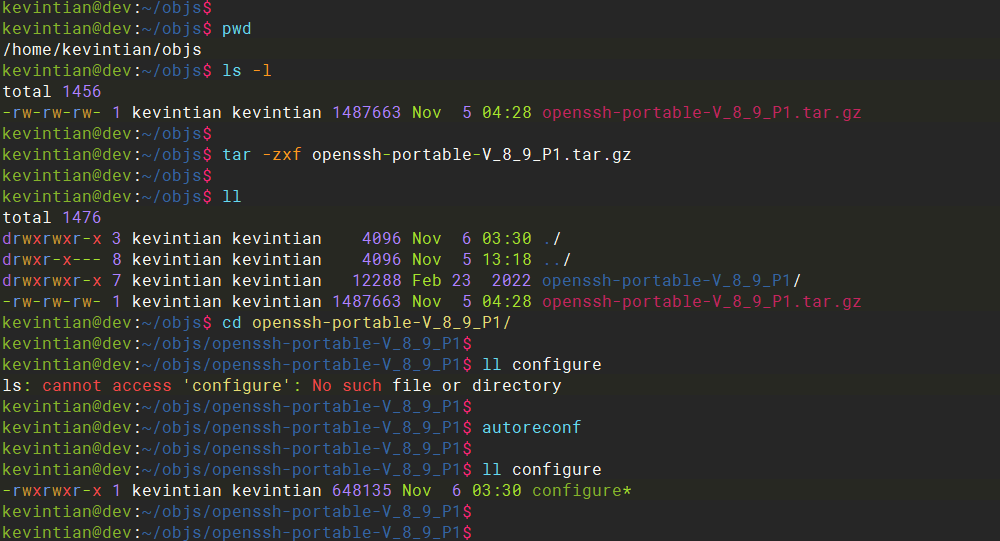 kevintian@dev:~/objs$
kevintian@dev:~/objs$ pwd
/home/kevintian/objs
kevintian@dev:~/objs$ ls -l
total 1456
-rw-rw-rw- 1 kevintian kevintian 1487663 Nov  5 04:28 openssh-portable-V_8_9_P1.tar.gz
kevintian@dev:~/objs$
kevintian@dev:~/objs$ tar -zxf openssh-portable-V_8_9_P1.tar.gz
kevintian@dev:~/objs$
kevintian@dev:~/objs$ ll
total 1476
drwxrwxr-x 3 kevintian kevintian    4096 Nov  6 03:30 ./
drwxr-x--- 8 kevintian kevintian    4096 Nov  5 13:18 ../
drwxrwxr-x 7 kevintian kevintian   12288 Feb 23  2022 openssh-portable-V_8_9_P1/
-rw-rw-rw- 1 kevintian kevintian 1487663 Nov  5 04:28 openssh-portable-V_8_9_P1.tar.gz
kevintian@dev:~/objs$ cd openssh-portable-V_8_9_P1/
kevintian@dev:~/objs/openssh-portable-V_8_9_P1$
kevintian@dev:~/objs/openssh-portable-V_8_9_P1$ ll configure
ls: cannot access 'configure': No such file or directory
kevintian@dev:~/objs/openssh-portable-V_8_9_P1$
kevintian@dev:~/objs/openssh-portable-V_8_9_P1$ autoreconf
kevintian@dev:~/objs/openssh-portable-V_8_9_P1$
kevintian@dev:~/objs/openssh-portable-V_8_9_P1$ ll configure
-rwxrwxr-x 1 kevintian kevintian 648135 Nov  6 03:30 configure*
kevintian@dev:~/objs/openssh-portable-V_8_9_P1$
kevintian@dev:~/objs/openssh-portable-V_8_9_P1$